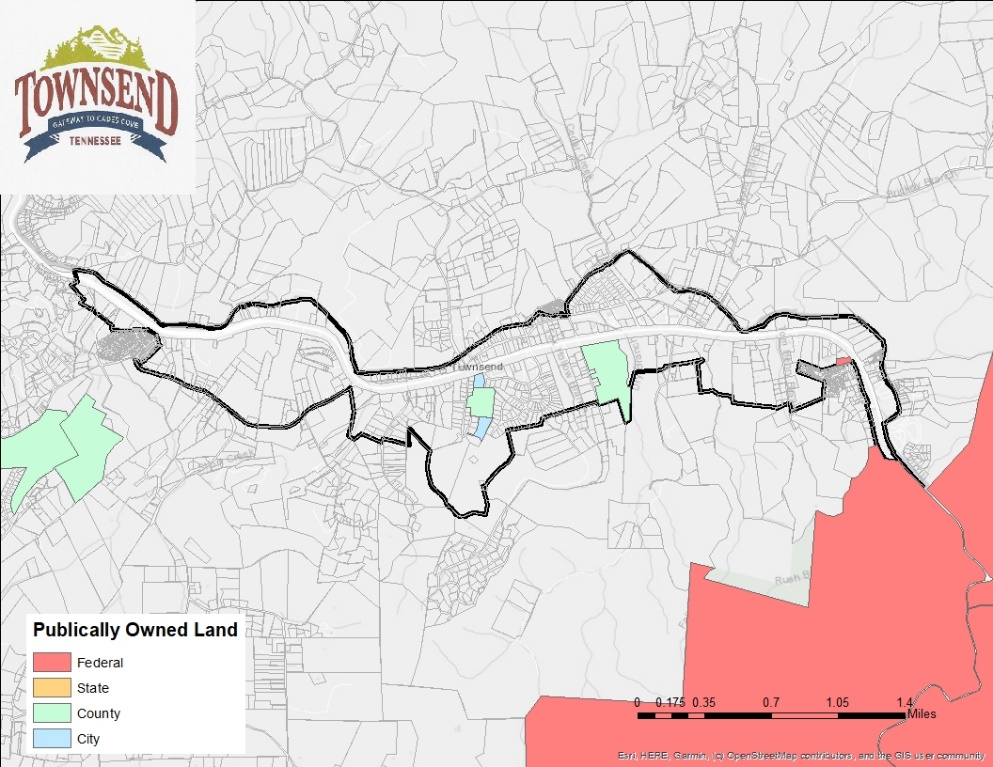 TOWNSEND
GATEWAY TO CADES COVE
TENNESSEE
Townsend
Rush B
Publically Owned Land
Federal
State
County
City
0 0.175 0.35 0.7 1.05 1.4
Miles
Esri, HERE, Garmin, (c) OpenStreetMap contributors, and the GIS user community